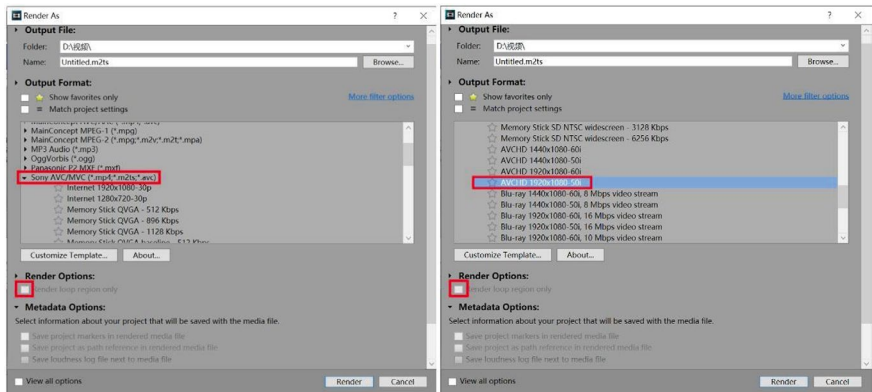 Render As
Output File:
Folder: D:\视频\
Name: Untitled.m2ts Browse...
Output Format:
Show favorites only More filter options
= Match project settings
MainConcept MPEG-1 (*.mpg)
MainConcept MPEG-2 (*.mpg;*.m2v;*.m2t;*.mpa)
MP3 Audio (*.mp3)
OggVorbis (*.ogg)
Panasonic P2 MXF (*.mxf)
Sony AVC/MVC (*.mp4;*.m2ts;*.avc)
Internet 1920x1080-30p
Internet 1280x720-30p
Memory Stick QVGA - 512 Kbps
Memory Stick QVGA - 896 Kbps
Memory Stick QVGA - 1128 Kbps
Memory Stick QVGA baseline - 512 Kbps
Customize Template... About...
Render Options:
Render loop region only
Metadata Options:
Select information about your project that will be saved with the media file.
Save project markers in rendered media file
Save project as path reference in rendered media file
Save loudness log file next to media file
View all options Render Cancel
Render As
Output File:
Folder: D:\视频\
Name: Untitled.m2ts Browse...
Output Format:
Show favorites only More filter options
= Match project settings
Memory Stick SD NTSC widescreen - 3128 Kbps
Memory Stick SD NTSC widescreen - 6256 Kbps
AVCHD 1440x1080-60i
AVCHD 1440x1080-50i
AVCHD 1920x1080-60i
AVCHD 1920x1080-50i
Blu-ray 1440x1080-60i, 8 Mbps video stream
Blu-ray 1440x1080-50i, 8 Mbps video stream
Blu-ray 1920x1080-60i, 16 Mbps video stream
Blu-ray 1920x1080-50i, 16 Mbps video stream
Blu-ray 1920x1080-60i, 10 Mbps video stream
Customize Template... About...
Render Options:
Render loop region only
Metadata Options:
Select information about your project that will be saved with the media file.
Save project markers in rendered media file
Save project as path reference in rendered media file
Save loudness log file next to media file
View all options Render Cancel